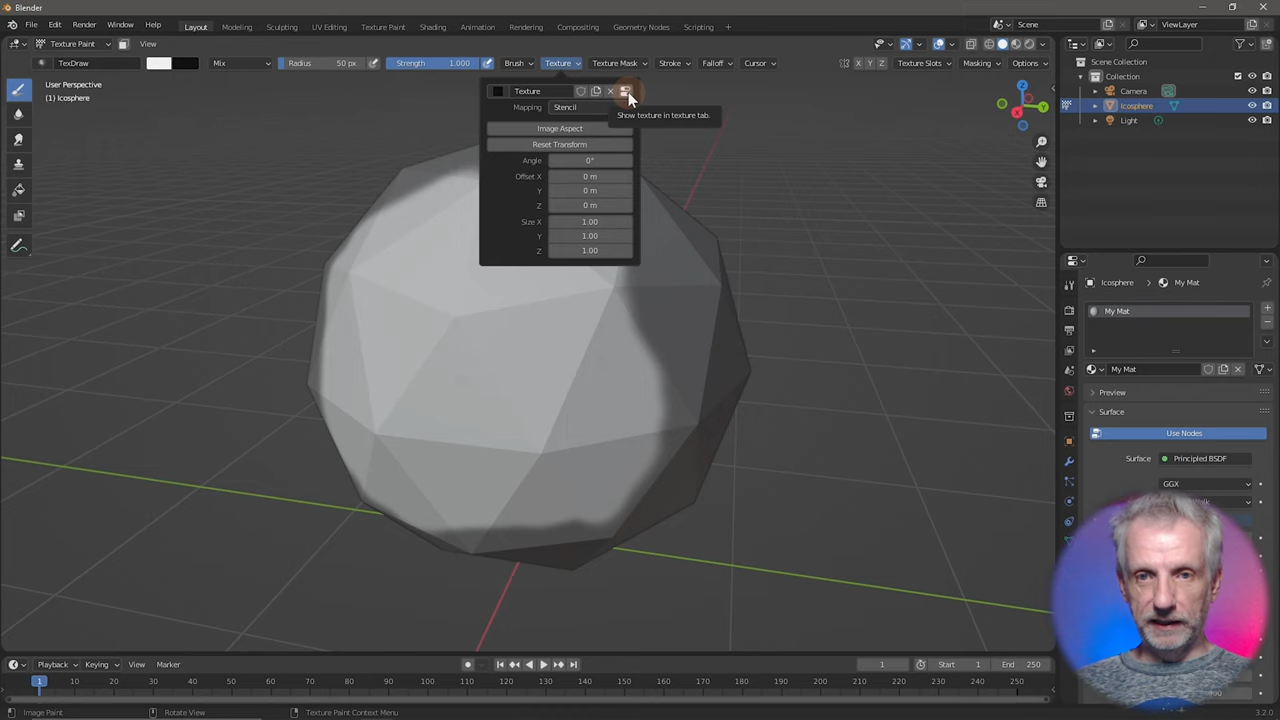 Blender
File Edit Render Window Help Layout Modeling Sculpting UV Editing Texture Paint Shading Animation Rendering Compositing Geometry Nodes Scripting + Scene ViewLayer
Texture Paint View
TexDraw Mix Radius 50 px Strength 1.000 Brush Texture Texture Mask Stroke Falloff Cursor X Y Z Texture Slots Masking Options
User Perspective
(1) Icosphere
Texture
Mapping Stencil
Show texture in texture tab.
Image Aspect
Reset Transform
Angle 0°
Offset X 0 m
Y 0 m
Z 0 m
Size X 1.00
Y 1.00
Z 1.00
Z
Y
X
Scene Collection
Collection
Camera
Icosphere
Light
Icosphere > My Mat
My Mat
My Mat
Preview
Surface
Use Nodes
Surface Principled BSDF
GGX
Playback Keying View Marker 1 Start 1 End 250
1 10 20 30 40 50 60 70 80 90 100 110 120 130 140 150 160 170 180 190 200 210 220 230 240 250
Image Paint Rotate View Texture Paint Context Menu 3.2.0